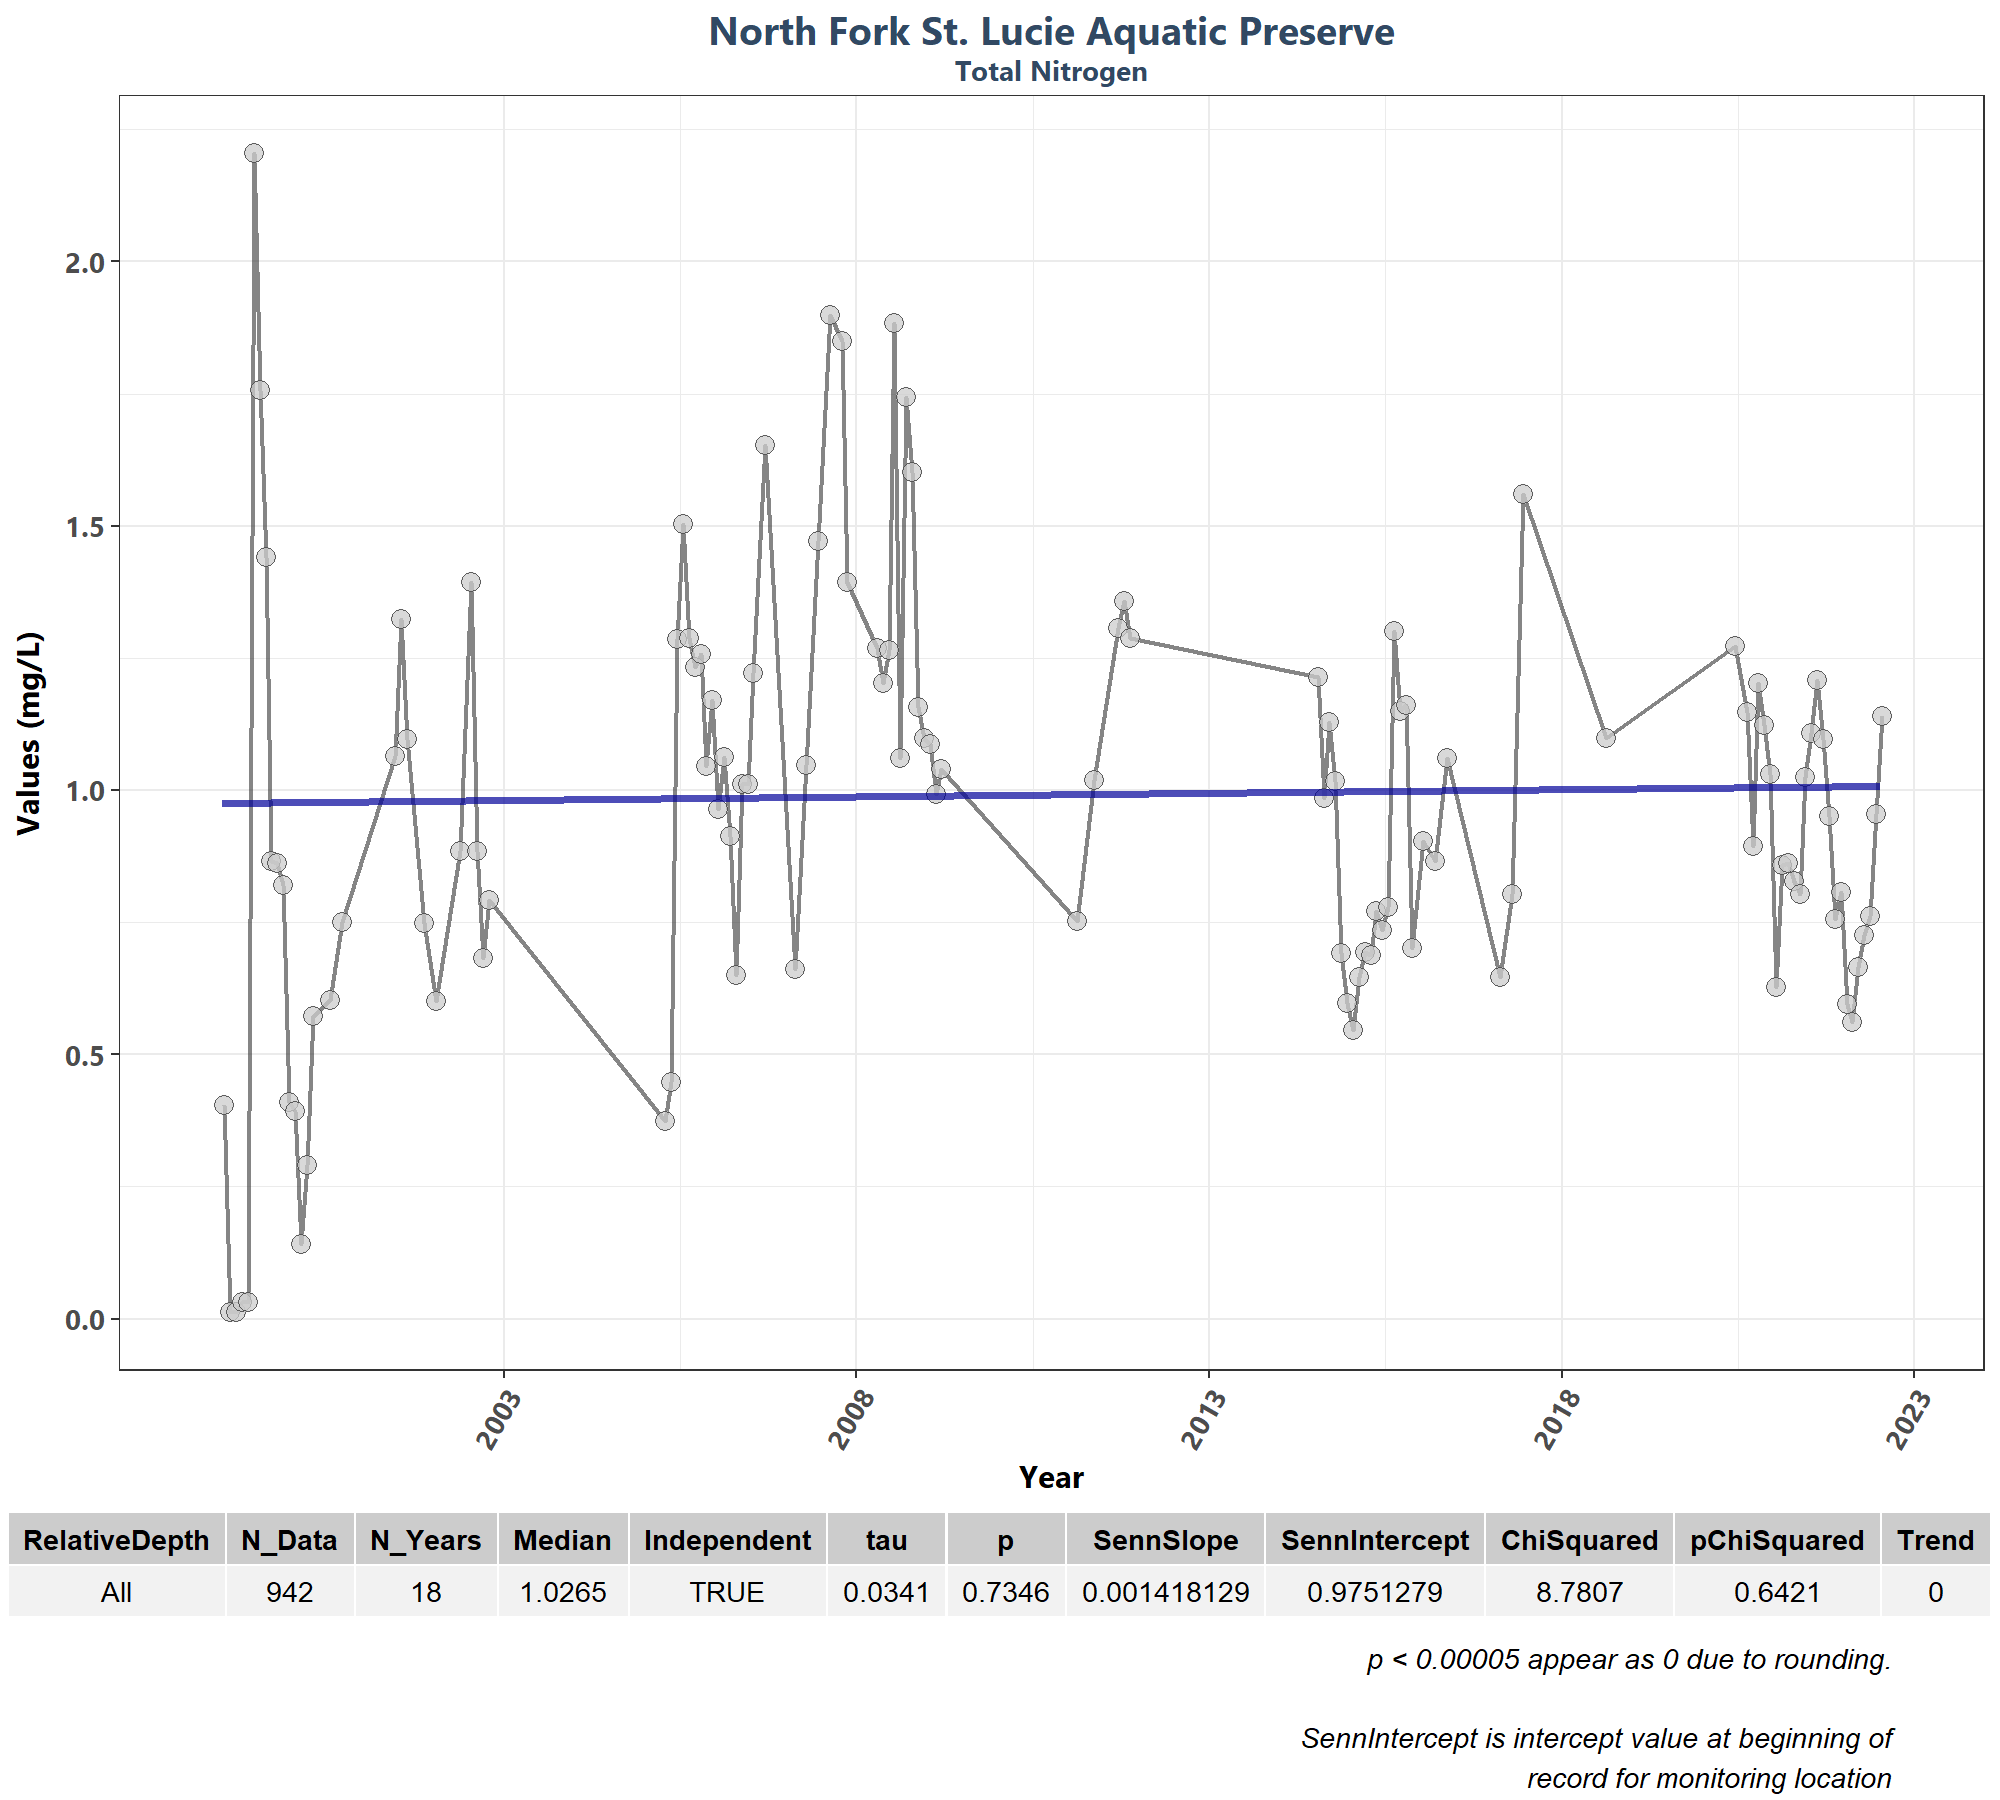 North Fork St. Lucie Aquatic Preserve
Total Nitrogen
Values (mg/L)
2.0
1.5
1.0
0.5
0.0
2003 2008 2013 2018 2023
Year
RelativeDepth N_Data N_Years Median Independent tau p SennSlope SennIntercept ChiSquared pChiSquared Trend
All 942 18 1.0265 TRUE 0.0341 0.7346 0.001418129 0.9751279 8.7807 0.6421 0
p < 0.00005 appear as 0 due to rounding.
SennIntercept is intercept value at beginning of
record for monitoring location